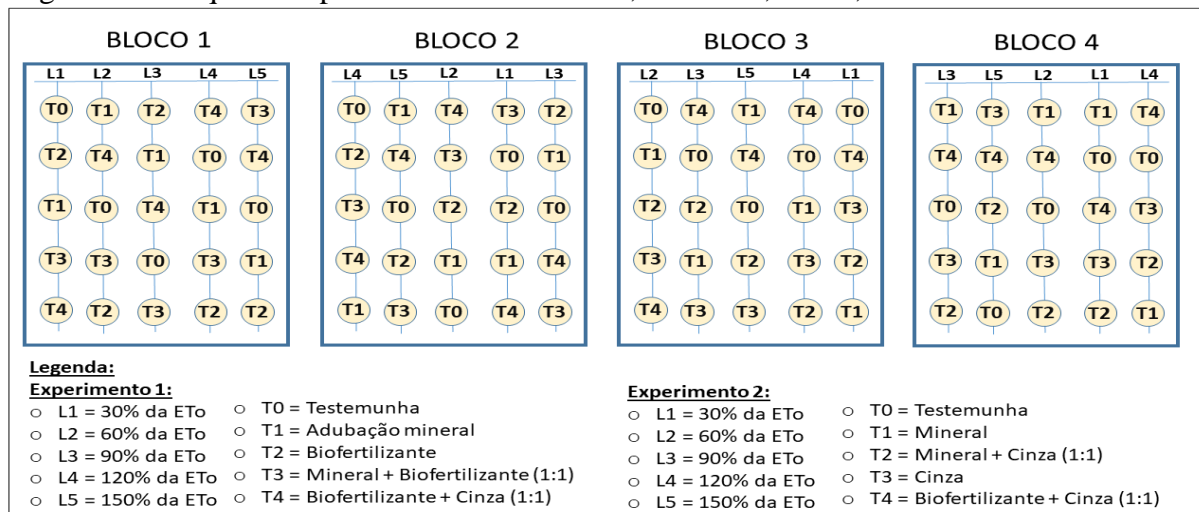 BLOCO 1 BLOCO 2 BLOCO 3 BLOCO 4
L1 L2 L3 L4 L5 L4 L5 L2 L1 L3 L2 L3 L5 L4 L1 L3 L5 L2 L1 L4
T0 T1 T2 T4 T3 T0 T1 T4 T3 T2 T0 T4 T1 T4 T0 T1 T3 T1 T1 T4
T2 T4 T1 T0 T4 T2 T4 T3 T0 T1 T1 T0 T4 T0 T4 T4 T4 T4 T0 T0
T1 T0 T4 T1 T0 T3 T0 T2 T2 T0 T2 T2 T0 T1 T3 T0 T2 T0 T4 T3
T3 T3 T0 T3 T1 T4 T2 T1 T1 T4 T3 T1 T2 T3 T2 T3 T1 T3 T3 T2
T4 T2 T3 T2 T2 T1 T3 T0 T4 T3 T4 T3 T3 T2 T1 T2 T0 T2 T2 T1
Legenda:
Experimento 1:
○ L1 = 30% da ETo
○ L2 = 60% da ETo
○ L3 = 90% da ETo
○ L4 = 120% da ETo
○ L5 = 150% da ETo
○ T0 = Testemunha
○ T1 = Adubação mineral
○ T2 = Biofertilizante
○ T3 = Mineral + Biofertilizante (1:1)
○ T4 = Biofertilizante + Cinza (1:1)
Experimento 2:
○ L1 = 30% da ETo
○ L2 = 60% da ETo
○ L3 = 90% da ETo
○ L4 = 120% da ETo
○ L5 = 150% da ETo
○ T0 = Testemunha
○ T1 = Mineral
○ T2 = Mineral + Cinza (1:1)
○ T3 = Cinza
○ T4 = Biofertilizante + Cinza (1:1)